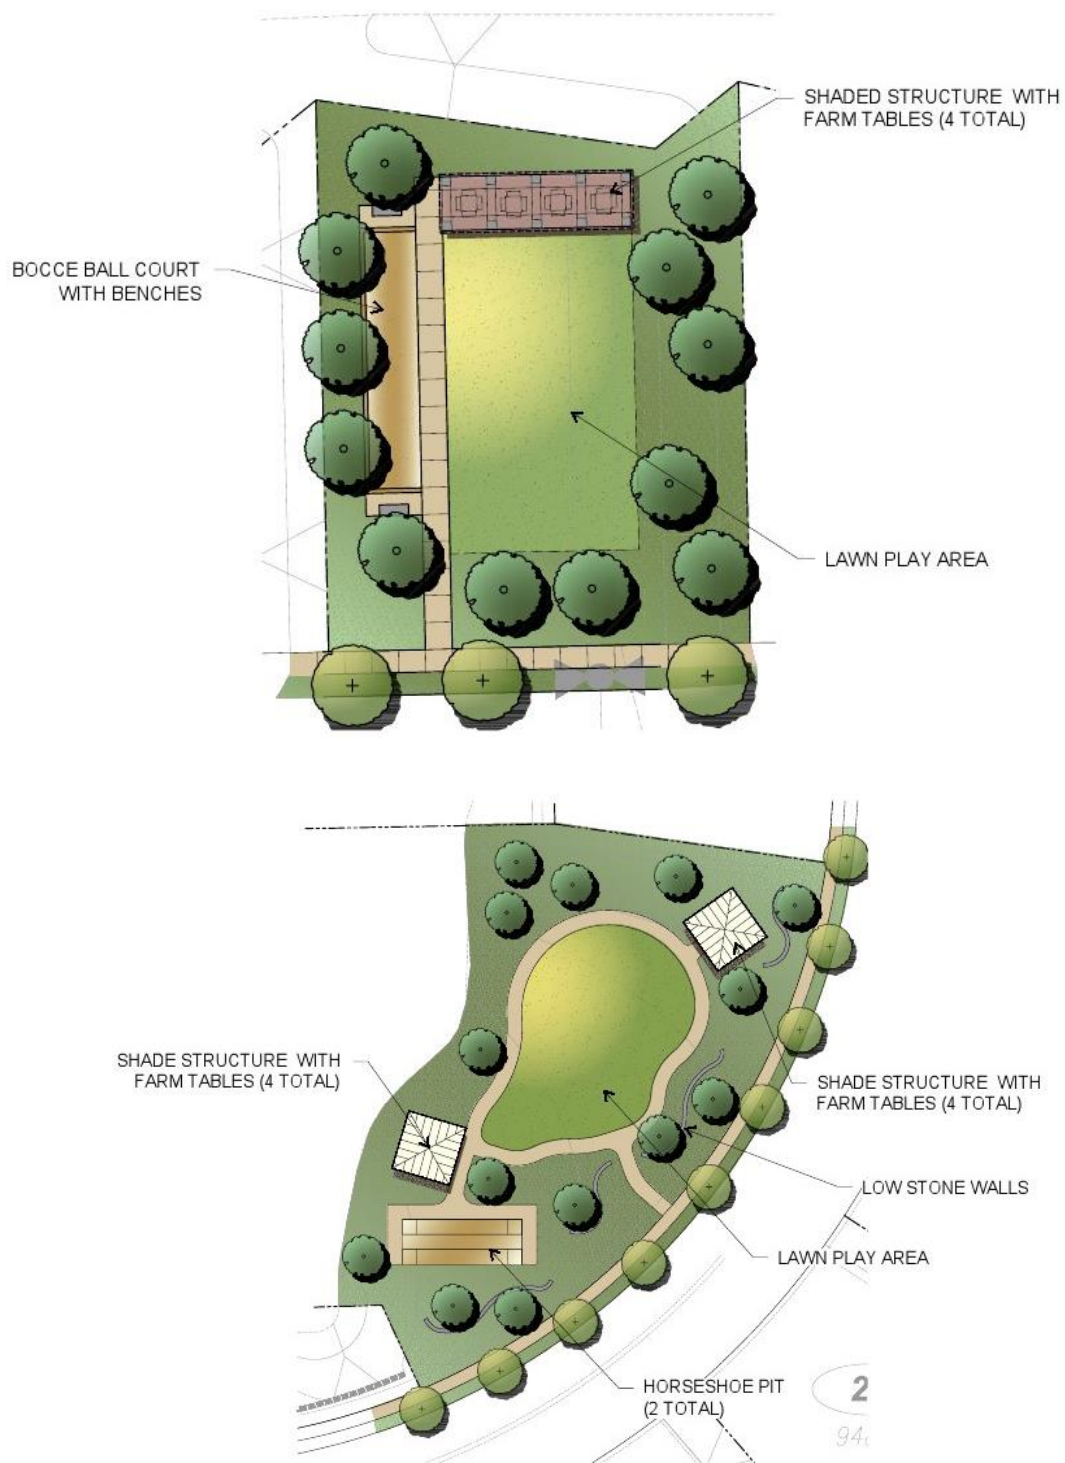 SHADED STRUCTURE WITH
FARM TABLES (4 TOTAL)
BOCCE BALL COURT
WITH BENCHES
LAWN PLAY AREA
SHADE STRUCTURE WITH
FARM TABLES (4 TOTAL)
SHADE STRUCTURE WITH
FARM TABLES (4 TOTAL)
LOW STONE WALLS
LAWN PLAY AREA
HORSESHOE PIT
(2 TOTAL)
2